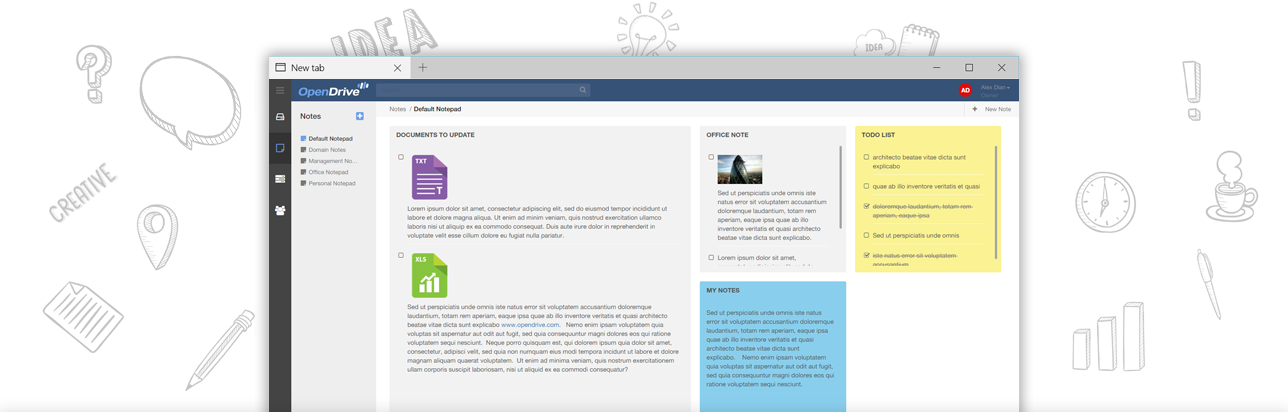 IDEA
IDEA
CREATIVE
New tab
OpenDrive
AD
Alex Dast
Owner
Notes
Default Notepad
Domain Notes
Management No...
Office Notepad
Personal Notepad
Notes / Default Notepad
New Note
DOCUMENTS TO UPDATE
TXT
Lorem ipsum dolor sit amet, consectetur adipiscing elit, sed do eiusmod tempor incididunt ut
labore et dolore magna aliqua. Ut enim ad minim veniam, quis nostrud exercitation ullamco
laboris nisi ut aliquip ex ea commodo consequat. Duis aute irure dolor in reprehenderit in
voluptate velit esse cillum dolore eu fugiat nulla pariatur.
XLS
Sed ut perspiciatis unde omnis iste natus error sit voluptatem accusantium doloremque
laudantium, totam rem aperiam, eaque ipsa quae ab illo inventore veritatis et quasi architecto
beatae vitae dicta sunt explicabo www.opendrive.com. Nemo enim ipsam voluptatem quia
voluptas sit aspernatur aut odit aut fugit, sed quia consequuntur magni dolores eos qui ratione
voluptatem sequi nesciunt. Neque porro quisquam est, qui dolorem ipsum quia dolor sit amet,
consectetur, adipisci velit, sed quia non numquam eius modi tempora incidunt ut labore et dolore
magnam aliquam quaerat voluptatem. Ut enim ad minima veniam, quis nostrum exercitationem
ullam corporis suscipit laboriosam, nisi ut aliquid ex ea commodi consequatur?
OFFICE NOTE
Sed ut perspiciatis unde omnis iste
natus error sit voluptatem accusantium
doloremque laudantium, totam rem
aperiam, eaque ipsa quae ab illo
inventore veritatis et quasi architecto
beatae vitae dicta sunt explicabo.
Lorem ipsum dolor sit amet,
TODO LIST
architecto beatae vitae dicta sunt
explicabo
quae ab illo inventore veritatis et quasi
doloremque laudantium, totam rem
aperiam, eaque ipsa
Sed ut perspiciatis unde omnis
iste natus error sit voluptatem
accusantium
MY NOTES
Sed ut perspiciatis unde omnis iste natus
error sit voluptatem accusantium doloremque
laudantium, totam rem aperiam, eaque ipsa
quae ab illo inventore veritatis et quasi
architecto beatae vitae dicta sunt
explicabo. Nemo enim ipsam voluptatem
quia voluptas sit aspernatur aut odit aut
fugit, sed quia consequuntur magni dolores eos qui
ratione voluptatem sequi nesciunt.